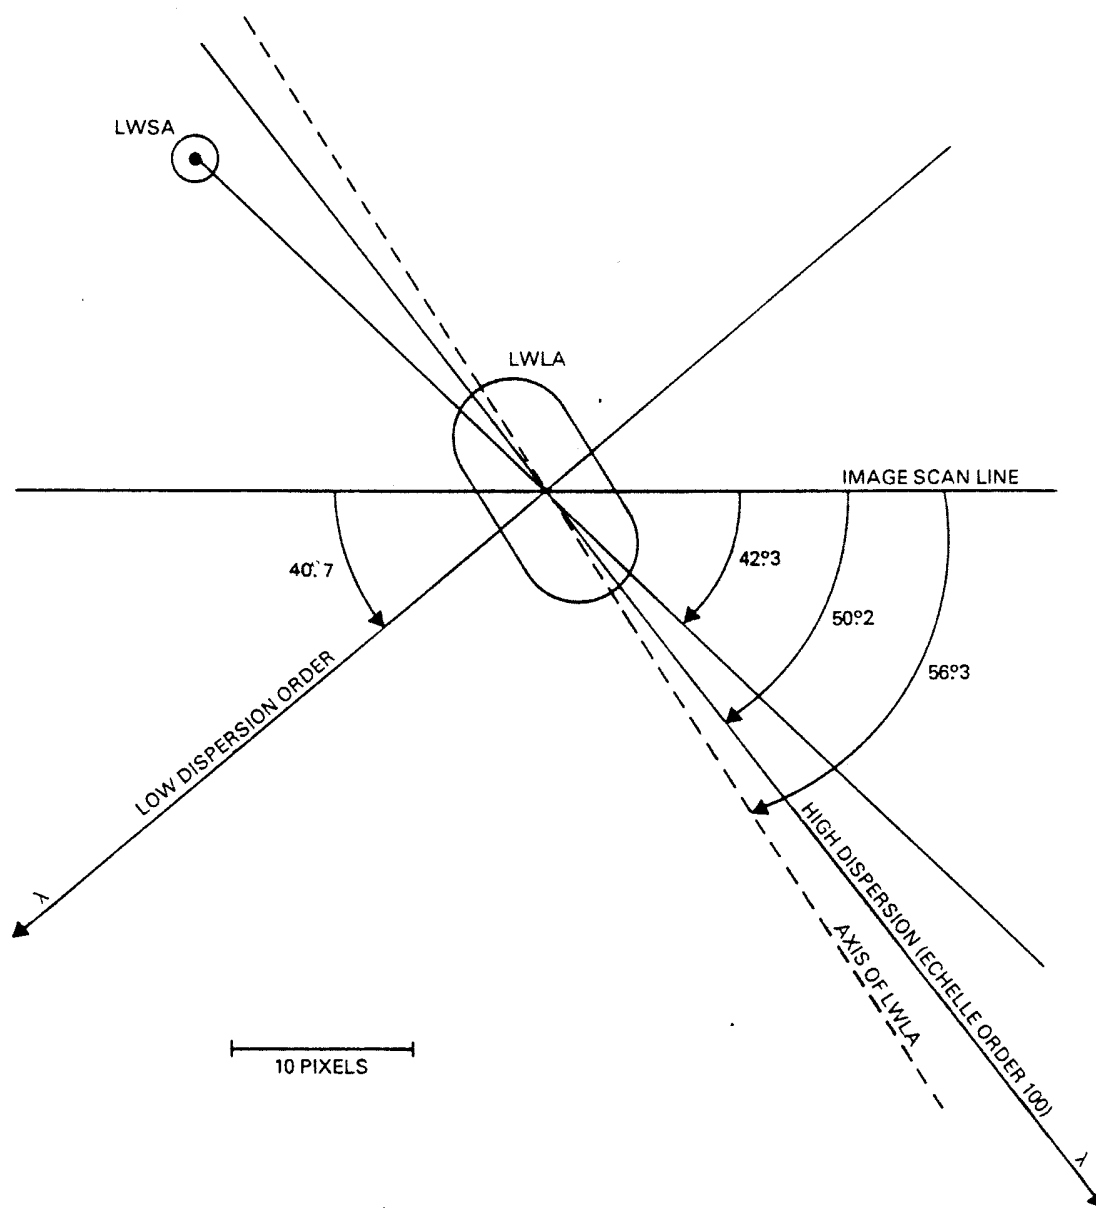 LWSA
LWLA
IMAGE SCAN LINE
40°.7
42°.3
50°.2
56°.3
LOW DISPERSION ORDER
λ
HIGH DISPERSION (ECHELLE ORDER 100)
AXIS OF LWLA
10 PIXELS
λ